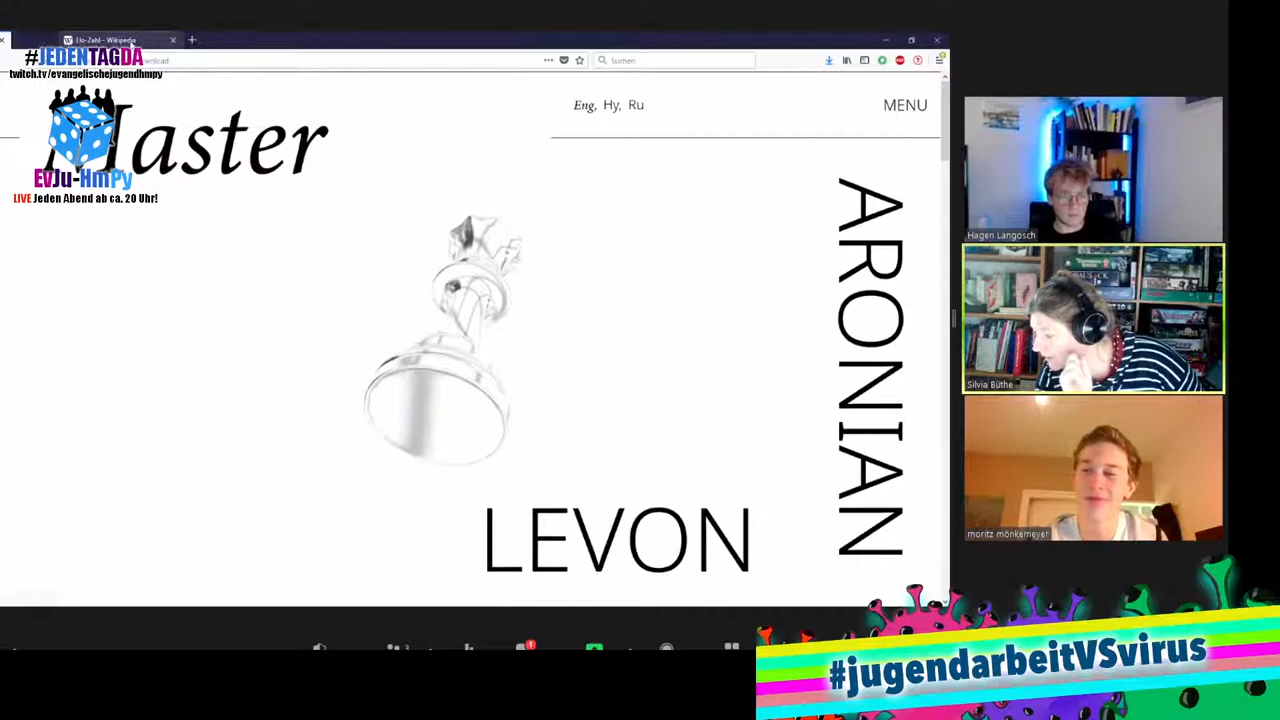 Elo-Zahl – Wikipedia
#JEDENTAGDA
wnload
Suchen
twitch.tv/evangelischejugendhmpy
Master
Eng, Hy, Ru
MENU
EvJu-HmPy
LIVE Jeden Abend ab ca. 20 Uhr!
ARONIAN
LEVON
Hagen Langosch
Silvia Büthe
moritz mönkemeyer
#jugendarbeitVSvirus